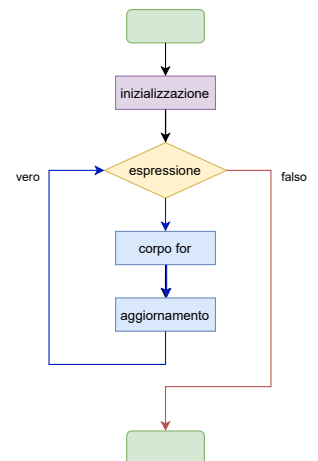 inizializzazione
espressione
vero
falso
corpo for
aggiornamento